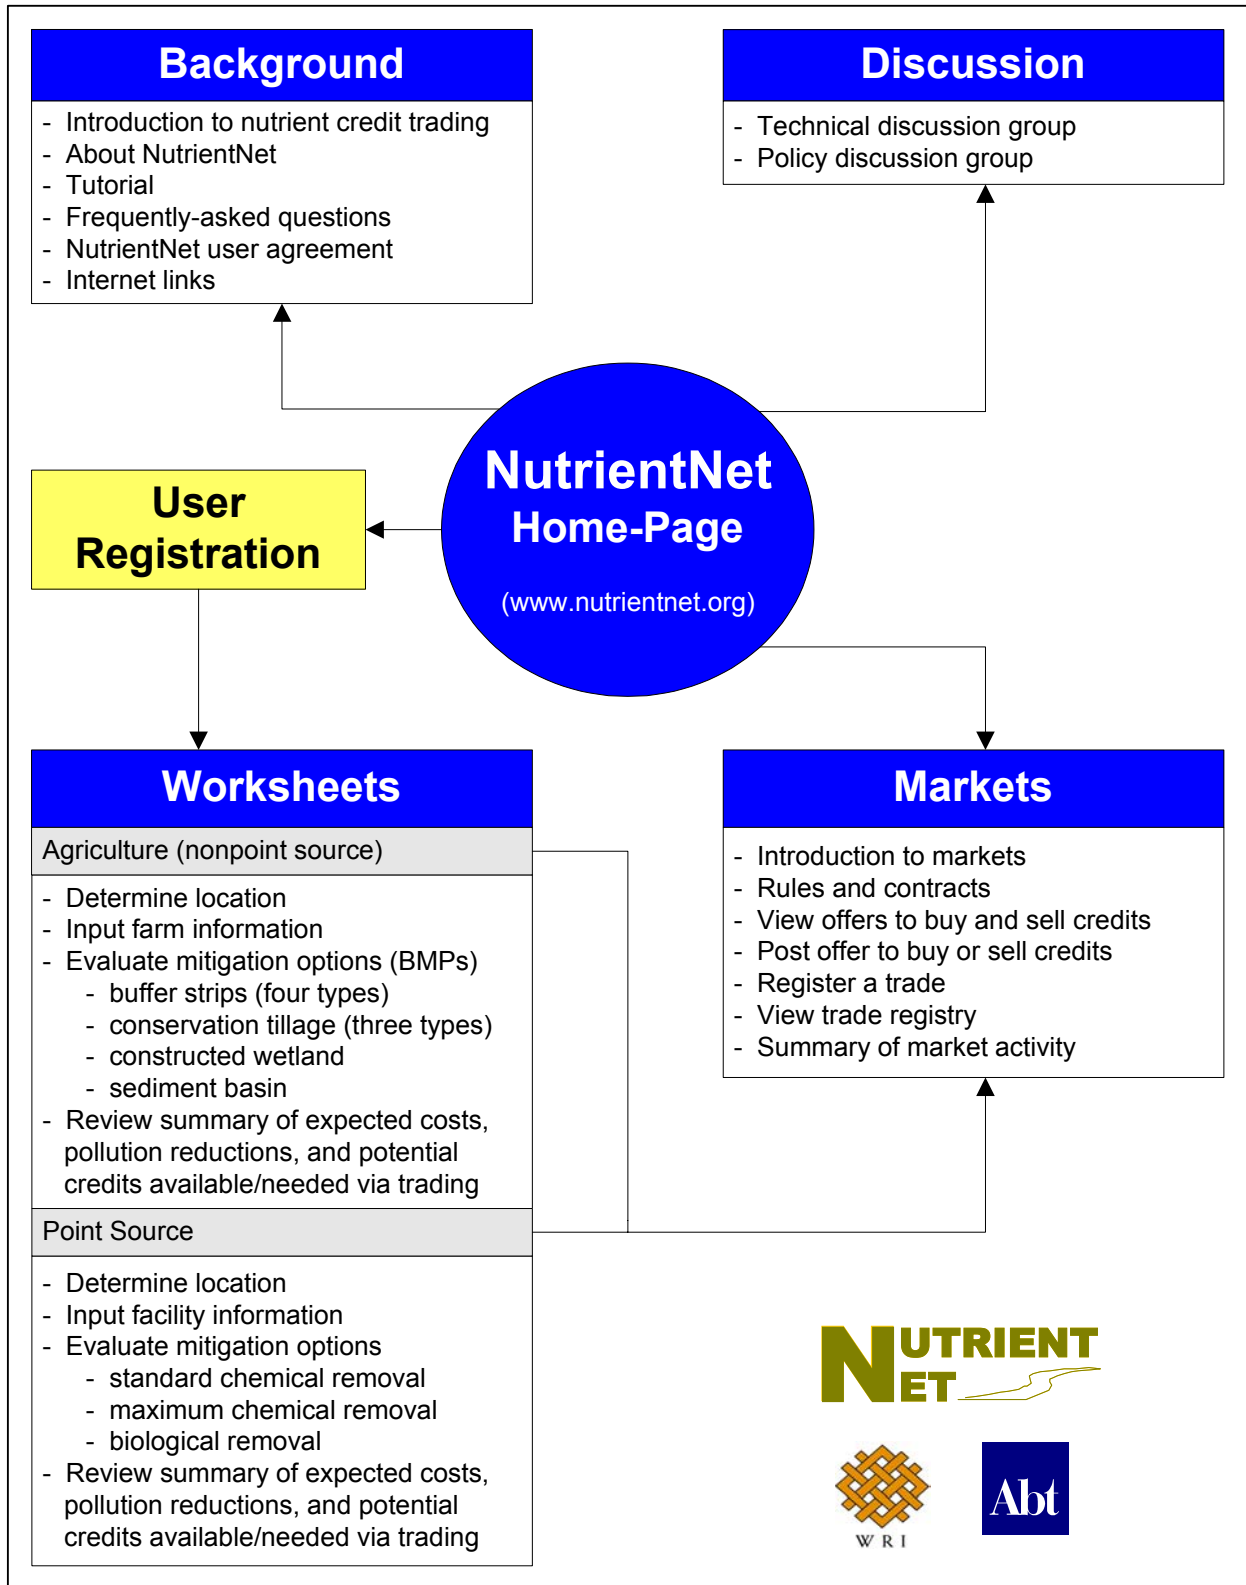 Background
- Introduction to nutrient credit trading
- About NutrientNet
- Tutorial
- Frequently-asked questions
- NutrientNet user agreement
- Internet links
Discussion
- Technical discussion group
- Policy discussion group
NutrientNet
Home-Page
(www.nutrientnet.org)
User
Registration
Worksheets
Agriculture (nonpoint source)
- Determine location
- Input farm information
- Evaluate mitigation options (BMPs)
- buffer strips (four types)
- conservation tillage (three types)
- constructed wetland
- sediment basin
- Review summary of expected costs,
pollution reductions, and potential
credits available/needed via trading
Point Source
- Determine location
- Input facility information
- Evaluate mitigation options
- standard chemical removal
- maximum chemical removal
- biological removal
- Review summary of expected costs,
pollution reductions, and potential
credits available/needed via trading
Markets
- Introduction to markets
- Rules and contracts
- View offers to buy and sell credits
- Post offer to buy or sell credits
- Register a trade
- View trade registry
- Summary of market activity
NUTRIENT
NET
WRI
Abt